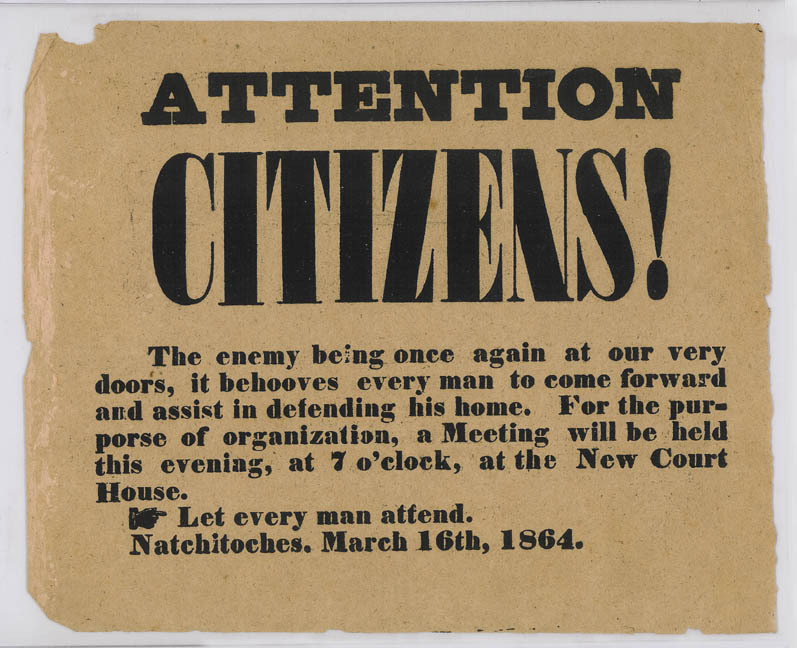 ATTENTION
CITIZENS!
The enemy being once again at our very
doors, it behooves every man to come forward
and assist in defending his home. For the pur-
porse of organization, a Meeting will be held
this evening, at 7 o'clock, at the New Court
House.
☞ Let every man attend.
Natchitoches. March 16th, 1864.